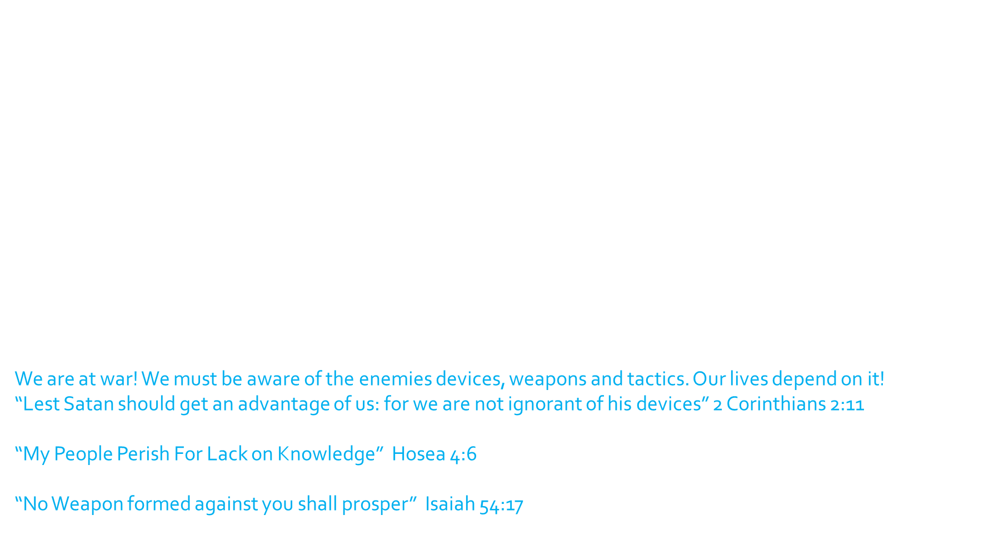 We are at war! We must be aware of the enemies devices, weapons and tactics. Our lives depend on it!
“Lest Satan should get an advantage of us: for we are not ignorant of his devices” 2 Corinthians 2:11
“My People Perish For Lack on Knowledge”  Hosea 4:6
“No Weapon formed against you shall prosper”  Isaiah 54:17